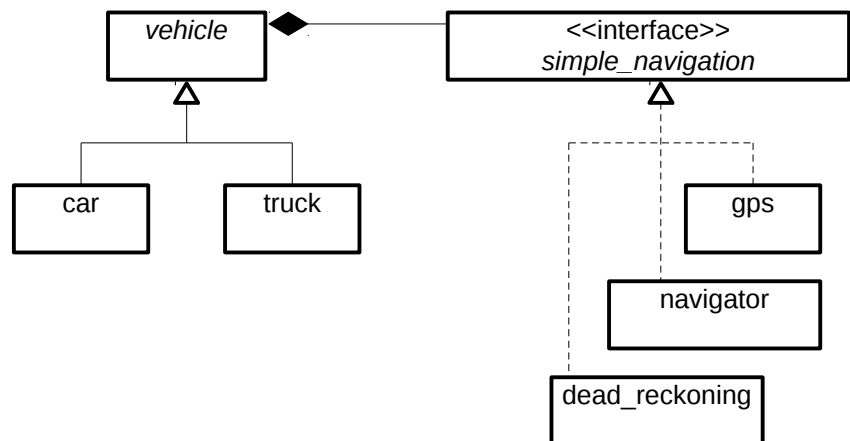 vehicle
<<interface>>
simple_navigation
car
truck
gps
navigator
dead_reckoning